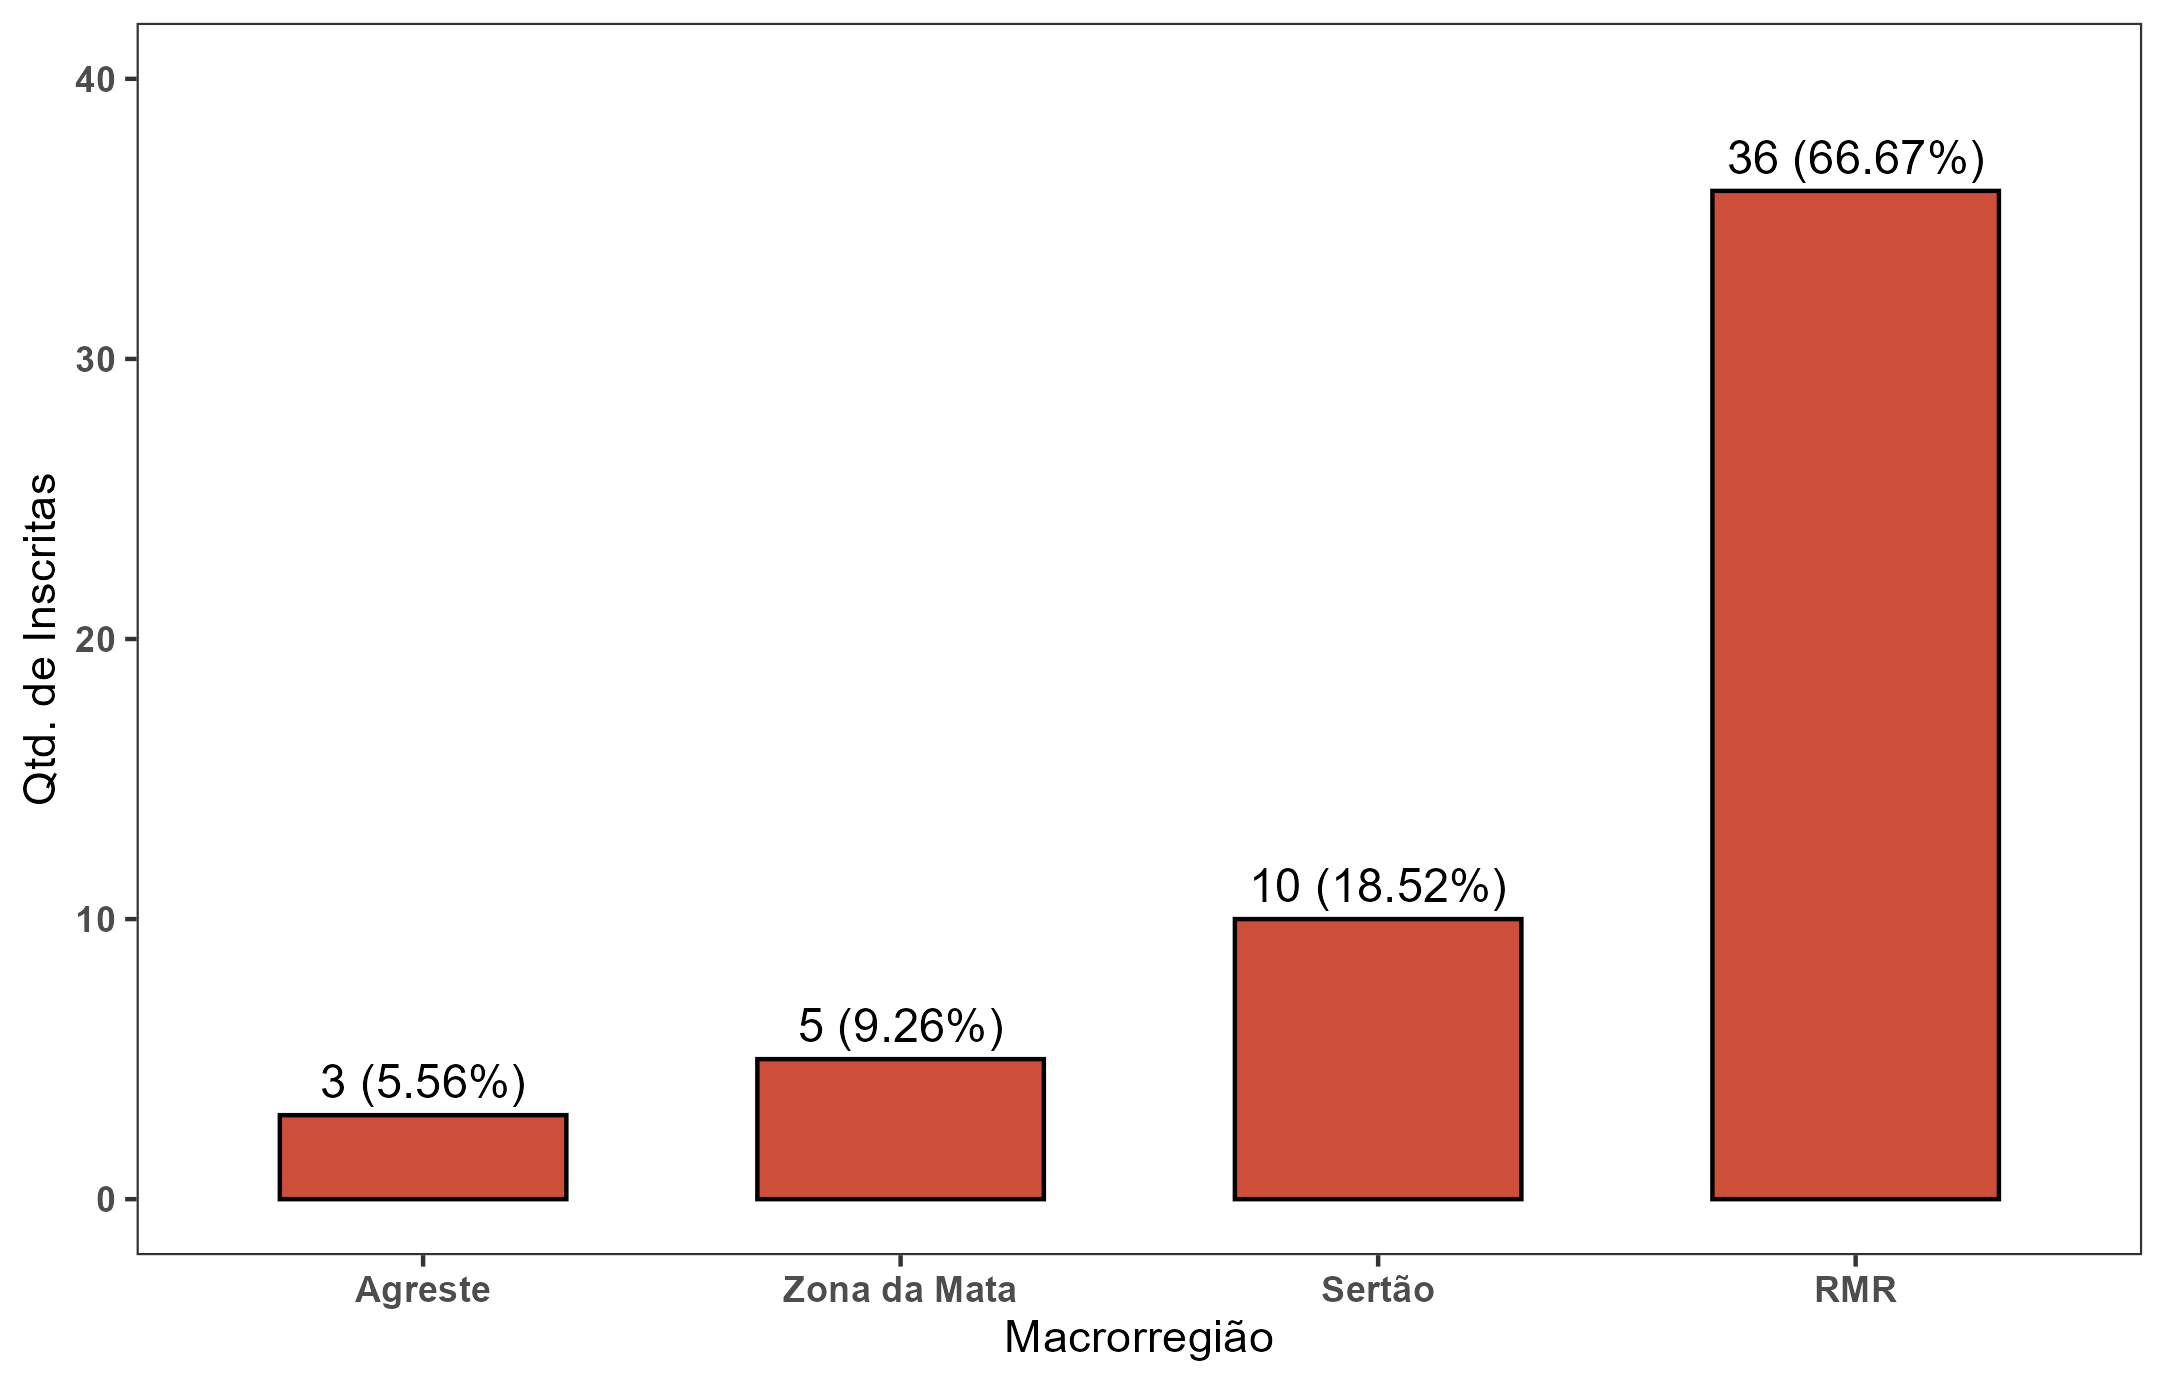 40
30
20
10
0
Qtd. de Inscritas
3 (5.56%)
5 (9.26%)
10 (18.52%)
36 (66.67%)
Agreste
Zona da Mata
Sertão
RMR
Macrorregião